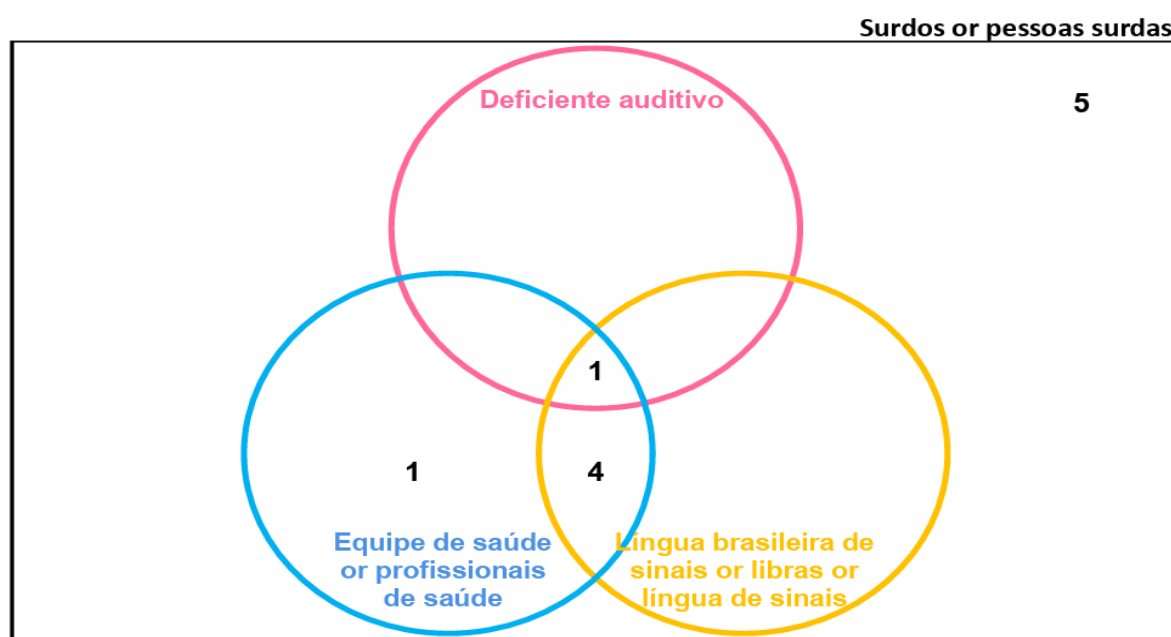 Surdos or pessoas surdas
Deficiente auditivo
5
1
1
4
Equipe de saúde
or profissionais
de saúde
Língua brasileira de
sinais or libras or
língua de sinais